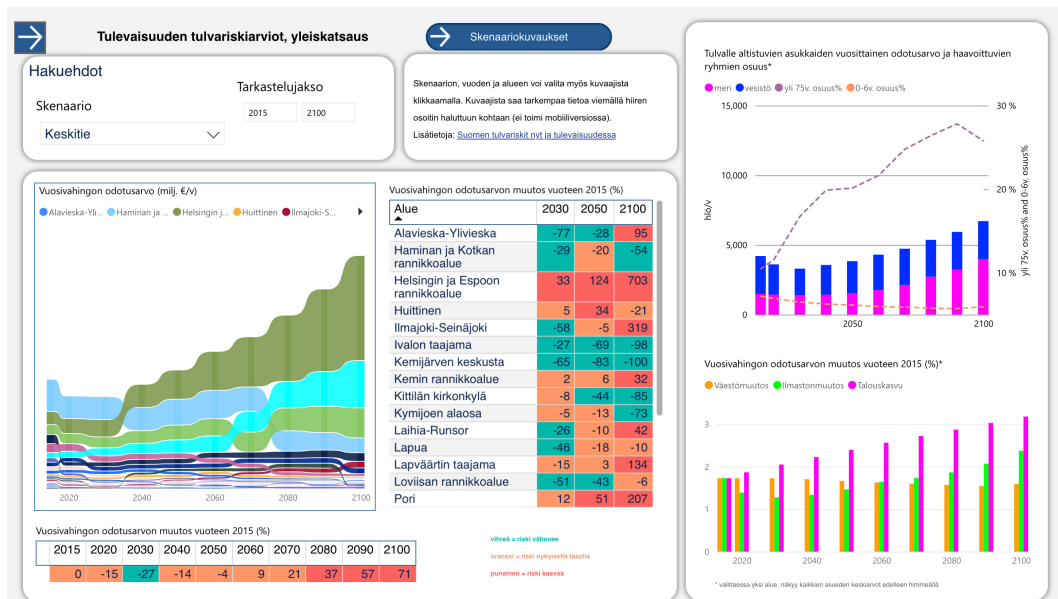 Tulevaisuuden tulvariskiarviot, yleiskatsaus
Skenaariokuvaukset
Hakuehdot
Skenaario
Keskitie
Tarkastelujakso
2015 2100
Skenaarion, vuoden ja alueen voi valita myös kuvaajista
klikkaamalla. Kuvaajista saa tarkempaa tietoa viemällä hiiren
osoitin haluttuun kohtaan (ei toimi mobiiliversiossa).
Lisätietoja: Suomen tulvariskit nyt ja tulevaisuudessa
Vuosivahingon odotusarvo (milj. €/v)
Alavieska-Yli... Haminan ja ... Helsingin j... Huittinen Ilmajoki-S...
2020 2040 2060 2080 2100
Vuosivahingon odotusarvon muutos vuoteen 2015 (%)
Alue 2030 2050 2100
Alavieska-Ylivieska -77 -28 95
Haminan ja Kotkan
rannikkoalue -29 -20 -54
Helsingin ja Espoon
rannikkoalue 33 124 703
Huittinen 5 34 -21
Ilmajoki-Seinäjoki -58 -5 319
Ivalon taajama -27 -69 -98
Kemijärven keskusta -65 -83 -100
Kemin rannikkoalue 2 6 32
Kittilän kirkonkylä -8 -44 -85
Kymijoen alaosa -5 -13 -73
Laihia-Runsor -26 -10 42
Lapua -46 -18 -10
Lapväärtin taajama -15 3 134
Loviisan rannikkoalue -51 -43 -6
Pori 12 51 207
Vuosivahingon odotusarvon muutos vuoteen 2015 (%)
2015 2020 2030 2040 2050 2060 2070 2080 2090 2100
0 -15 -27 -14 -4 9 21 37 57 71
vihreä = riski vähenee
oranssi = riski nykyisellä tasolla
punainen = riski kasvaa
Tulvalle altistuvien asukkaiden vuosittainen odotusarvo ja haavoittuvien
ryhmien osuus*
meri vesistö yli 75v. osuus% 0-6v. osuus%
15,000 30 %
10,000 20 %
5,000 10 %
0
hlö/v
yli 75v. osuus% and 0-6v. osuus%
2050 2100
Vuosivahingon odotusarvon muutos vuoteen 2015 (%)*
Väestömuutos Ilmastonmuutos Talouskasvu
3
2
1
0
2020 2040 2060 2080 2100
* valittaessa yksi alue, näkyy kaikkien alueiden keskiarvot edelleen himmeällä